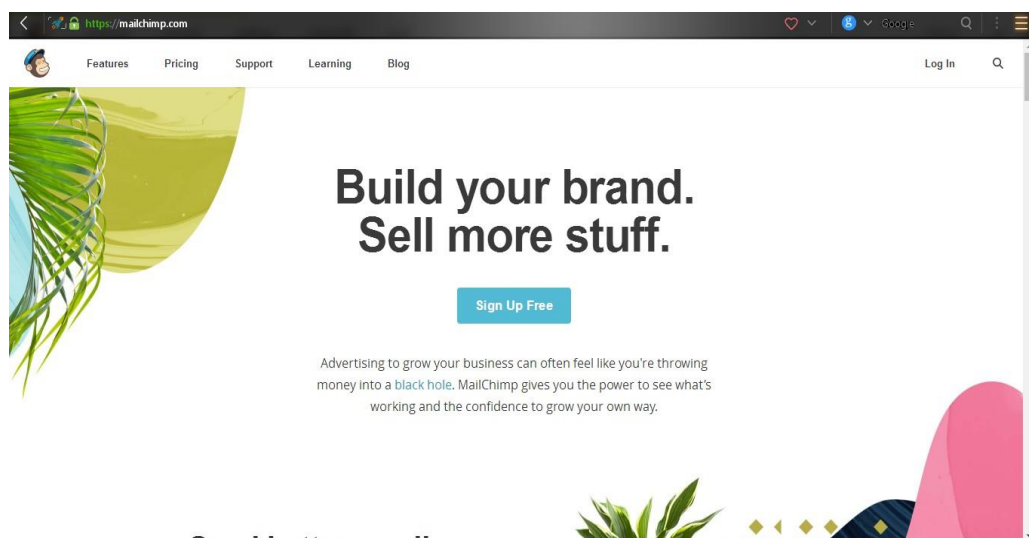 https://mailchimp.com
Google
Features Pricing Support Learning Blog Log In
Build your brand.
Sell more stuff.
Sign Up Free
Advertising to grow your business can often feel like you're throwing
money into a black hole. MailChimp gives you the power to see what's
working and the confidence to grow your own way.